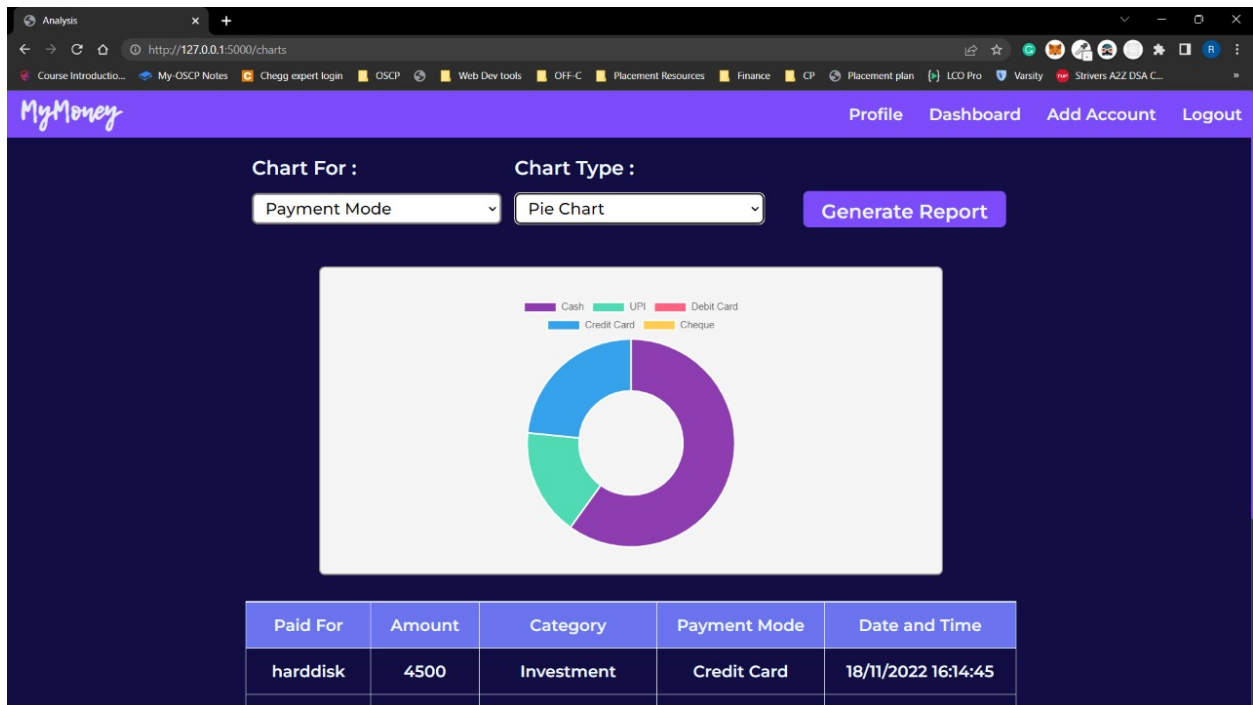 Analysis
http://127.0.0.1:5000/charts
R
Course Introductio... My-OSCP Notes Chegg expert login OSCP Web Dev tools OFF-C Placement Resources Finance CP Placement plan LCO Pro Varsity Strivers A2Z DSA C... »
MyMoney Profile Dashboard Add Account Logout
Chart For : Chart Type :
Payment Mode Pie Chart Generate Report
Cash UPI Debit Card
Credit Card Cheque
Paid For Amount Category Payment Mode Date and Time
harddisk 4500 Investment Credit Card 18/11/2022 16:14:45